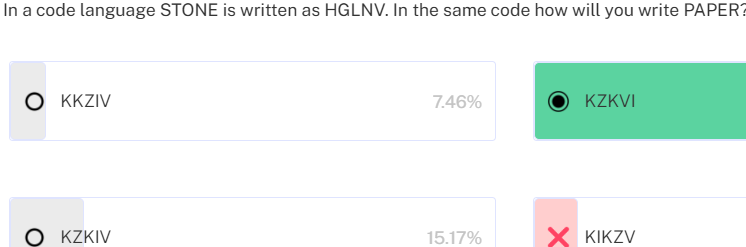 In a code language STONE is written as HGLNV. In the same code how will you write PAPER?
KKZIV 7.46% KZKVI
KZKIV 15.17% KIKZV